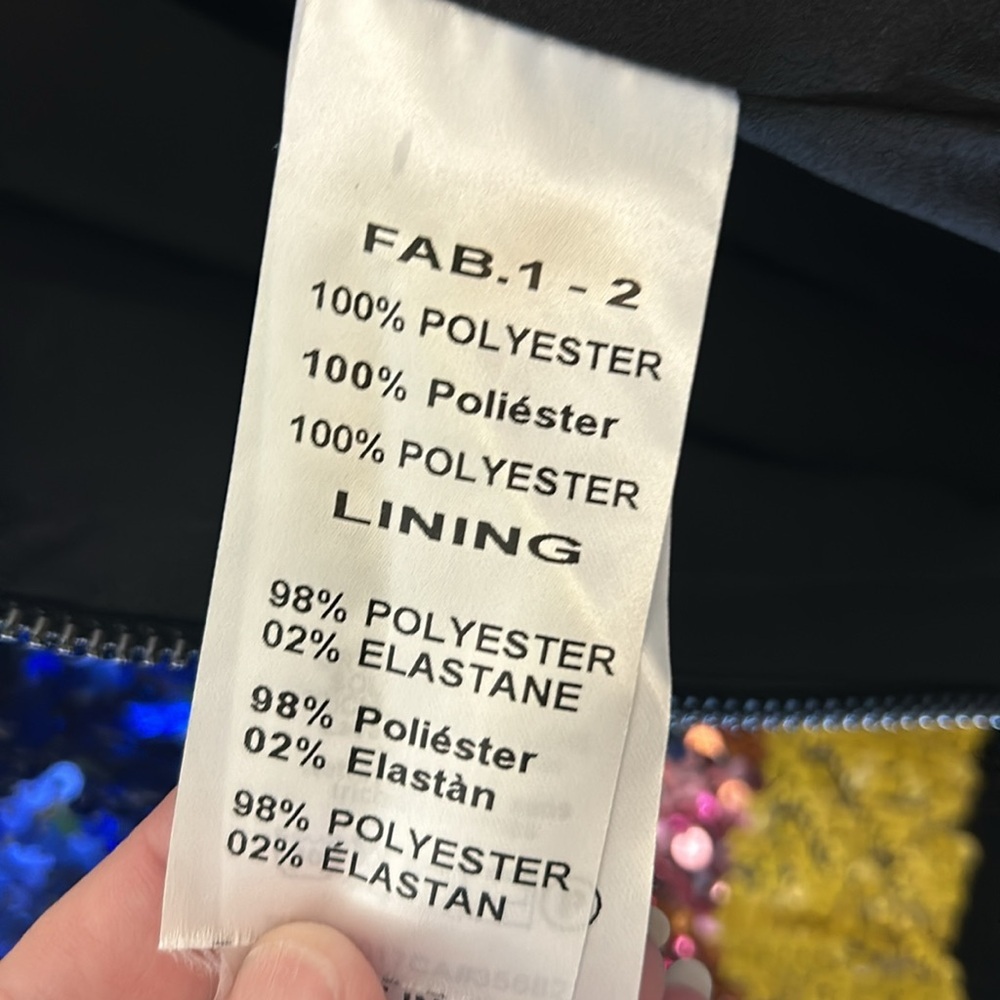 FAB.1 - 2
100% POLYESTER
100% Poliéster
100% POLYESTER
LINING
98% POLYESTER
02% ELASTANE
98% Poliéster
02% Elastàn
98% POLYESTER
02% ÉLASTAN